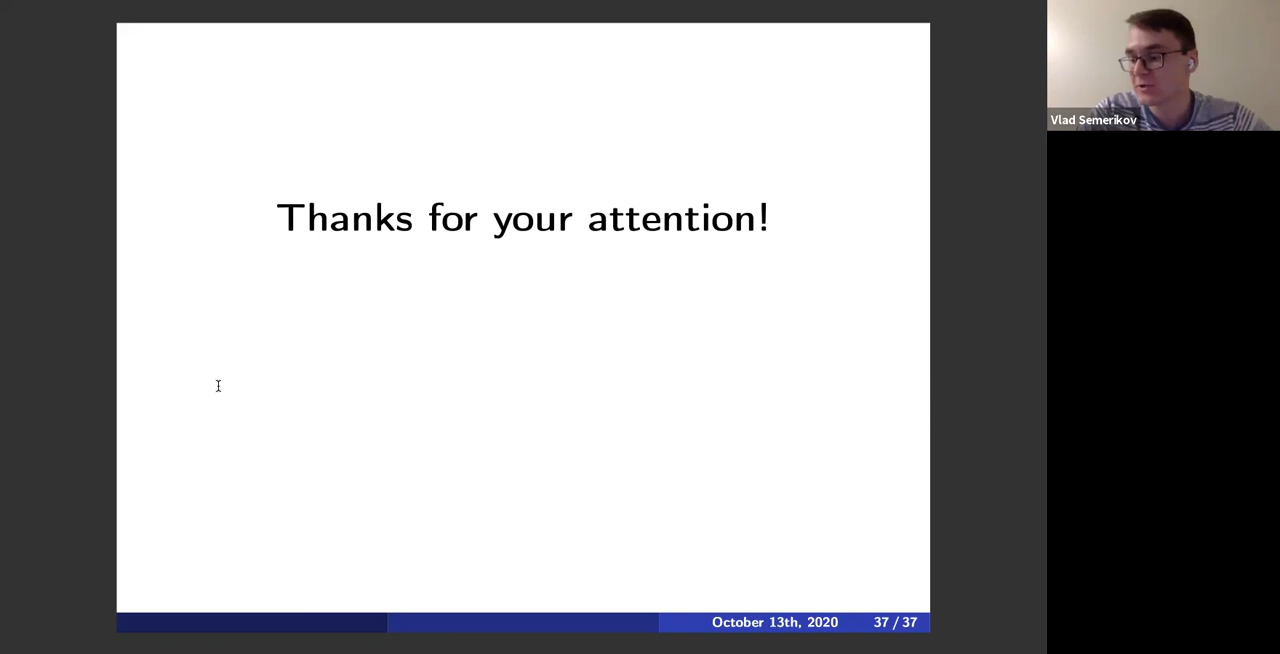 Thanks for your attention!
October 13th, 2020 37 / 37
Vlad Semerikov